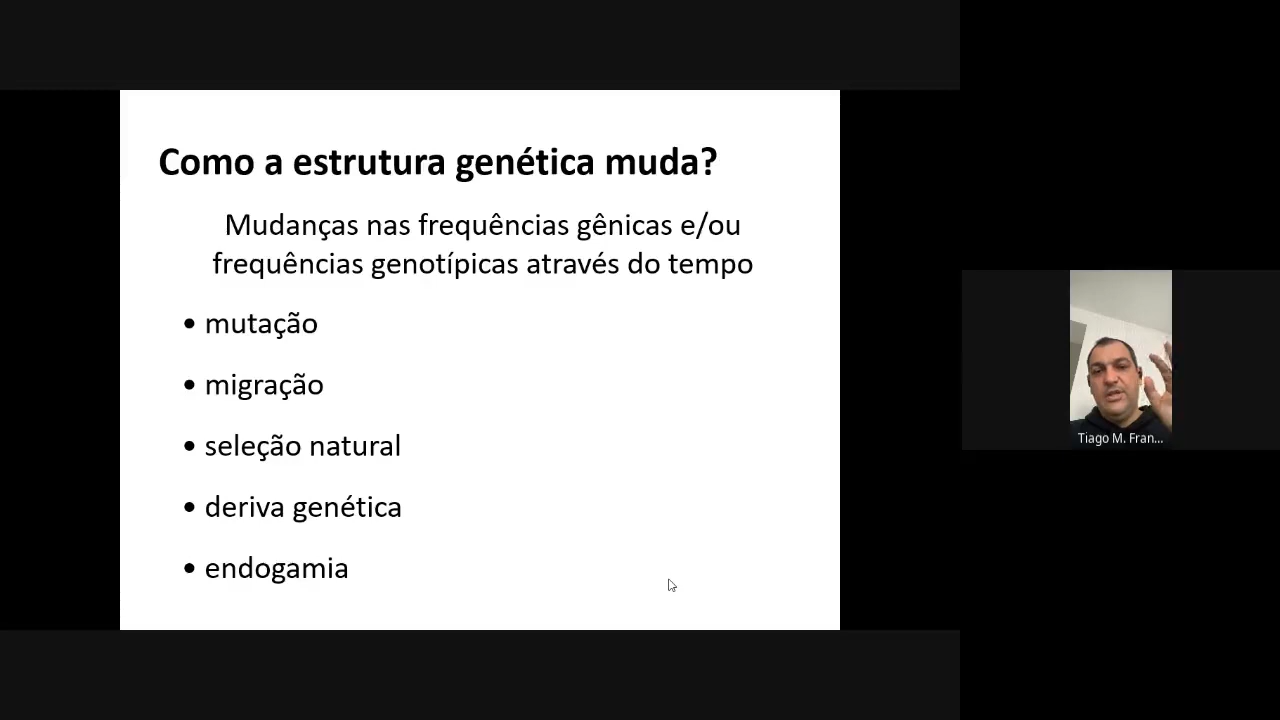 Como a estrutura genética muda?
Mudanças nas frequências gênicas e/ou
frequências genotípicas através do tempo
• mutação
• migração
• seleção natural
• deriva genética
• endogamia
Tiago M. Fran...